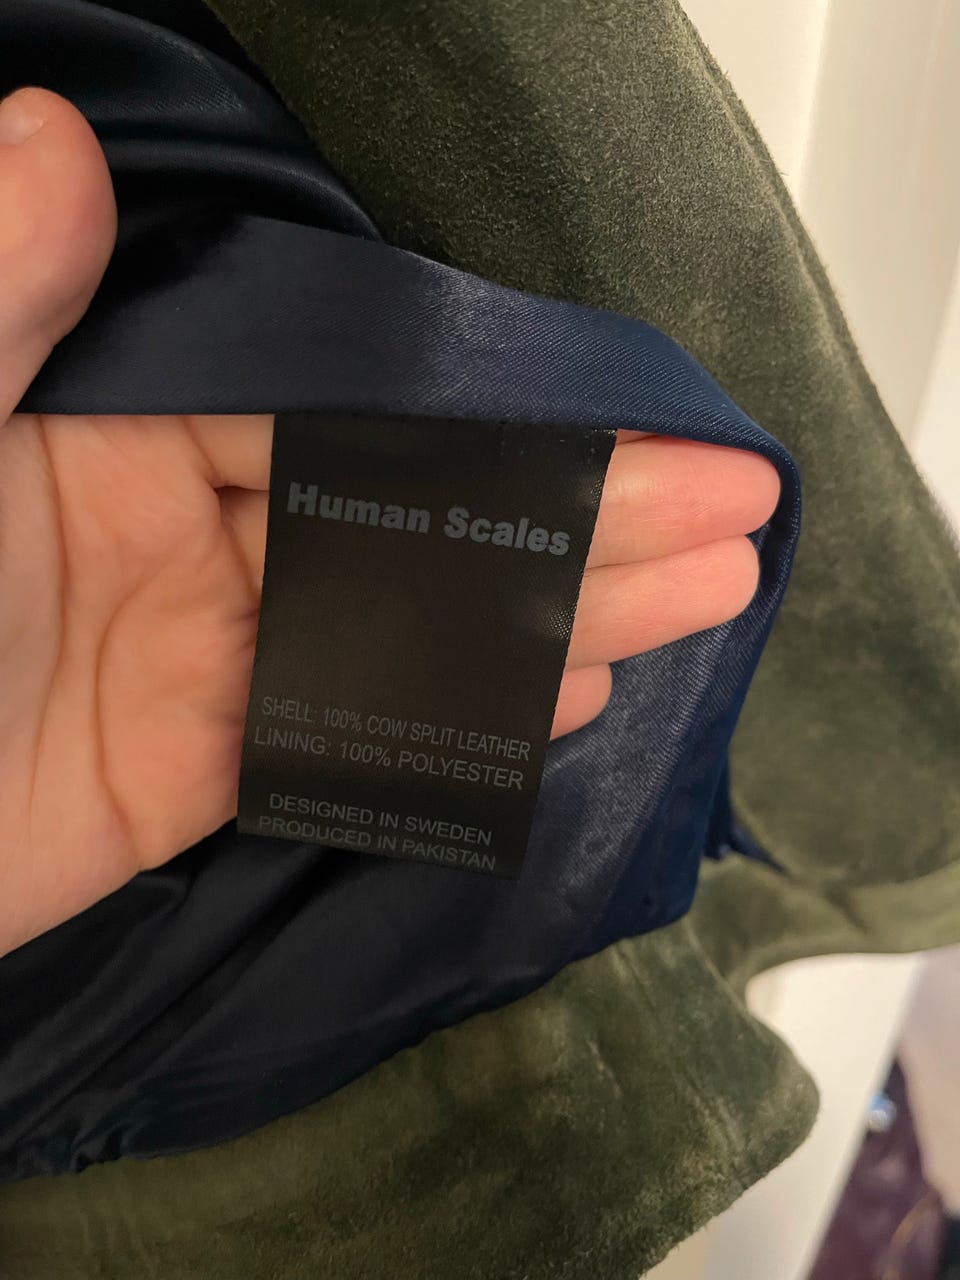 Human Scales
SHELL: 100% COW SPLIT LEATHER
LINING: 100% POLYESTER
DESIGNED IN SWEDEN
PRODUCED IN PAKISTAN